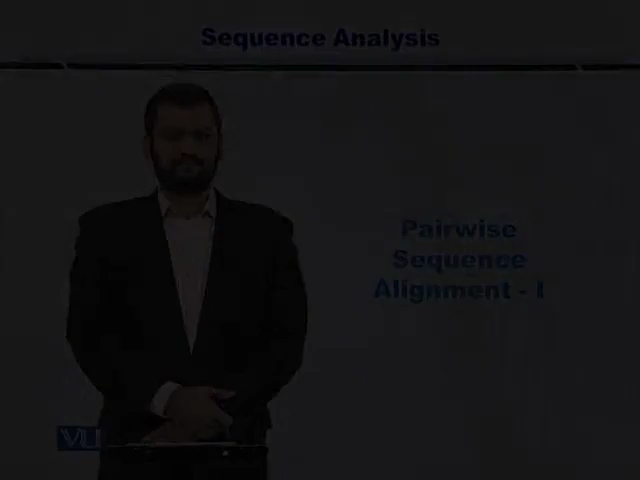 Sequence Analysis
Pairwise
Sequence
Alignment - I
VU